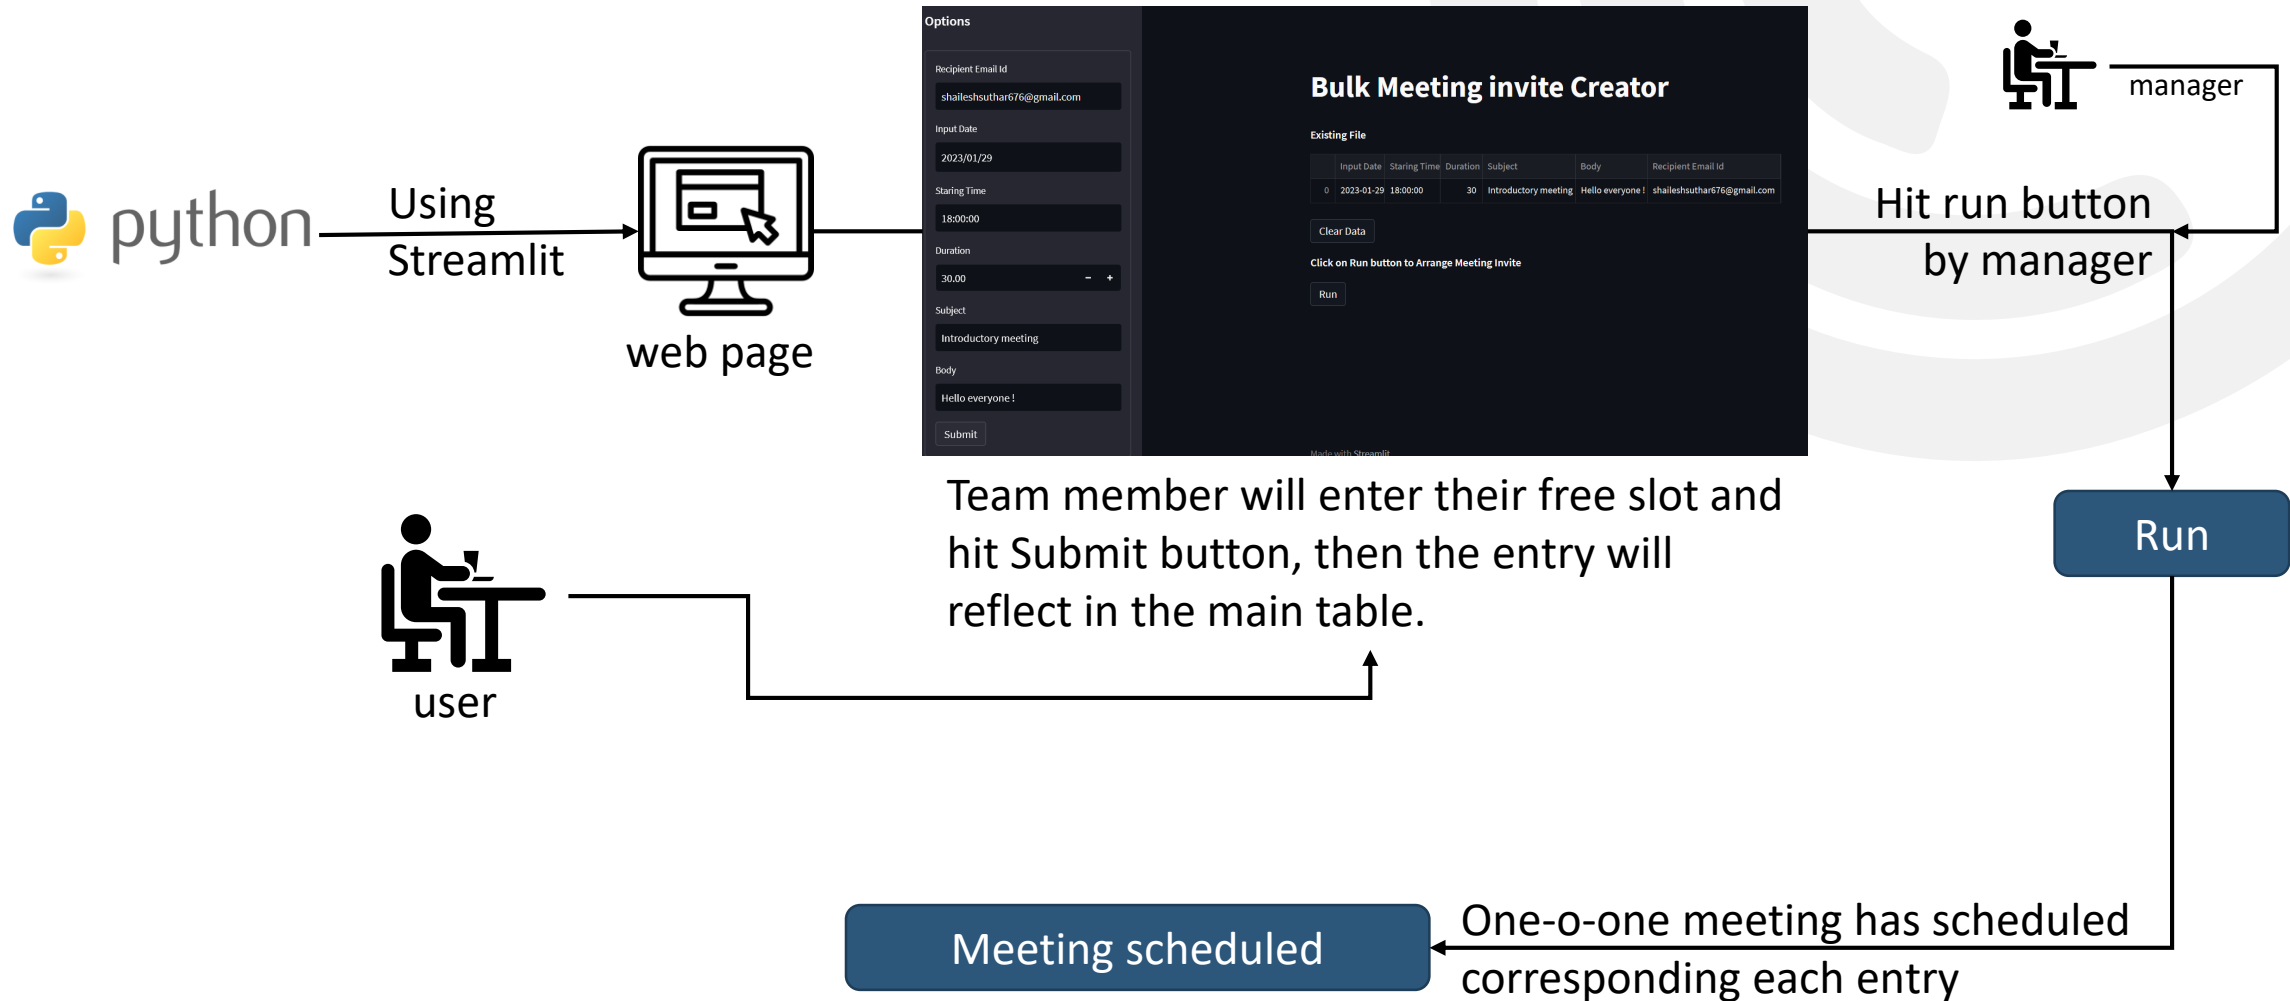 python
Using
Streamlit
web page
Options
Recipient Email Id
shaileshsuthar676@gmail.com
Input Date
2023/01/29
Staring Time
18:00:00
Duration
30.00 - +
Subject
Introductory meeting
Body
Hello everyone !
Submit
Bulk Meeting invite Creator
Existing File
Input Date Staring Time Duration Subject Body Recipient Email Id
0 2023-01-29 18:00:00 30 Introductory meeting Hello everyone ! shaileshsuthar676@gmail.com
Clear Data
Click on Run button to Arrange Meeting Invite
Run
Made with Streamlit
manager
Hit run button
by manager
Team member will enter their free slot and
hit Submit button, then the entry will
reflect in the main table.
Run
user
Meeting scheduled
One-o-one meeting has scheduled
corresponding each entry